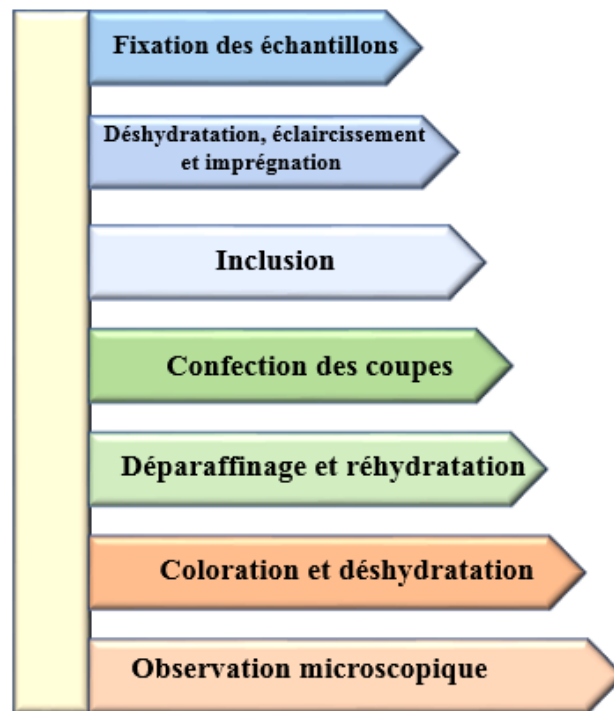 Fixation des échantillons
Déshydratation, éclaircissement
et imprégnation
Inclusion
Confection des coupes
Déparaffinage et réhydratation
Coloration et déshydratation
Observation microscopique